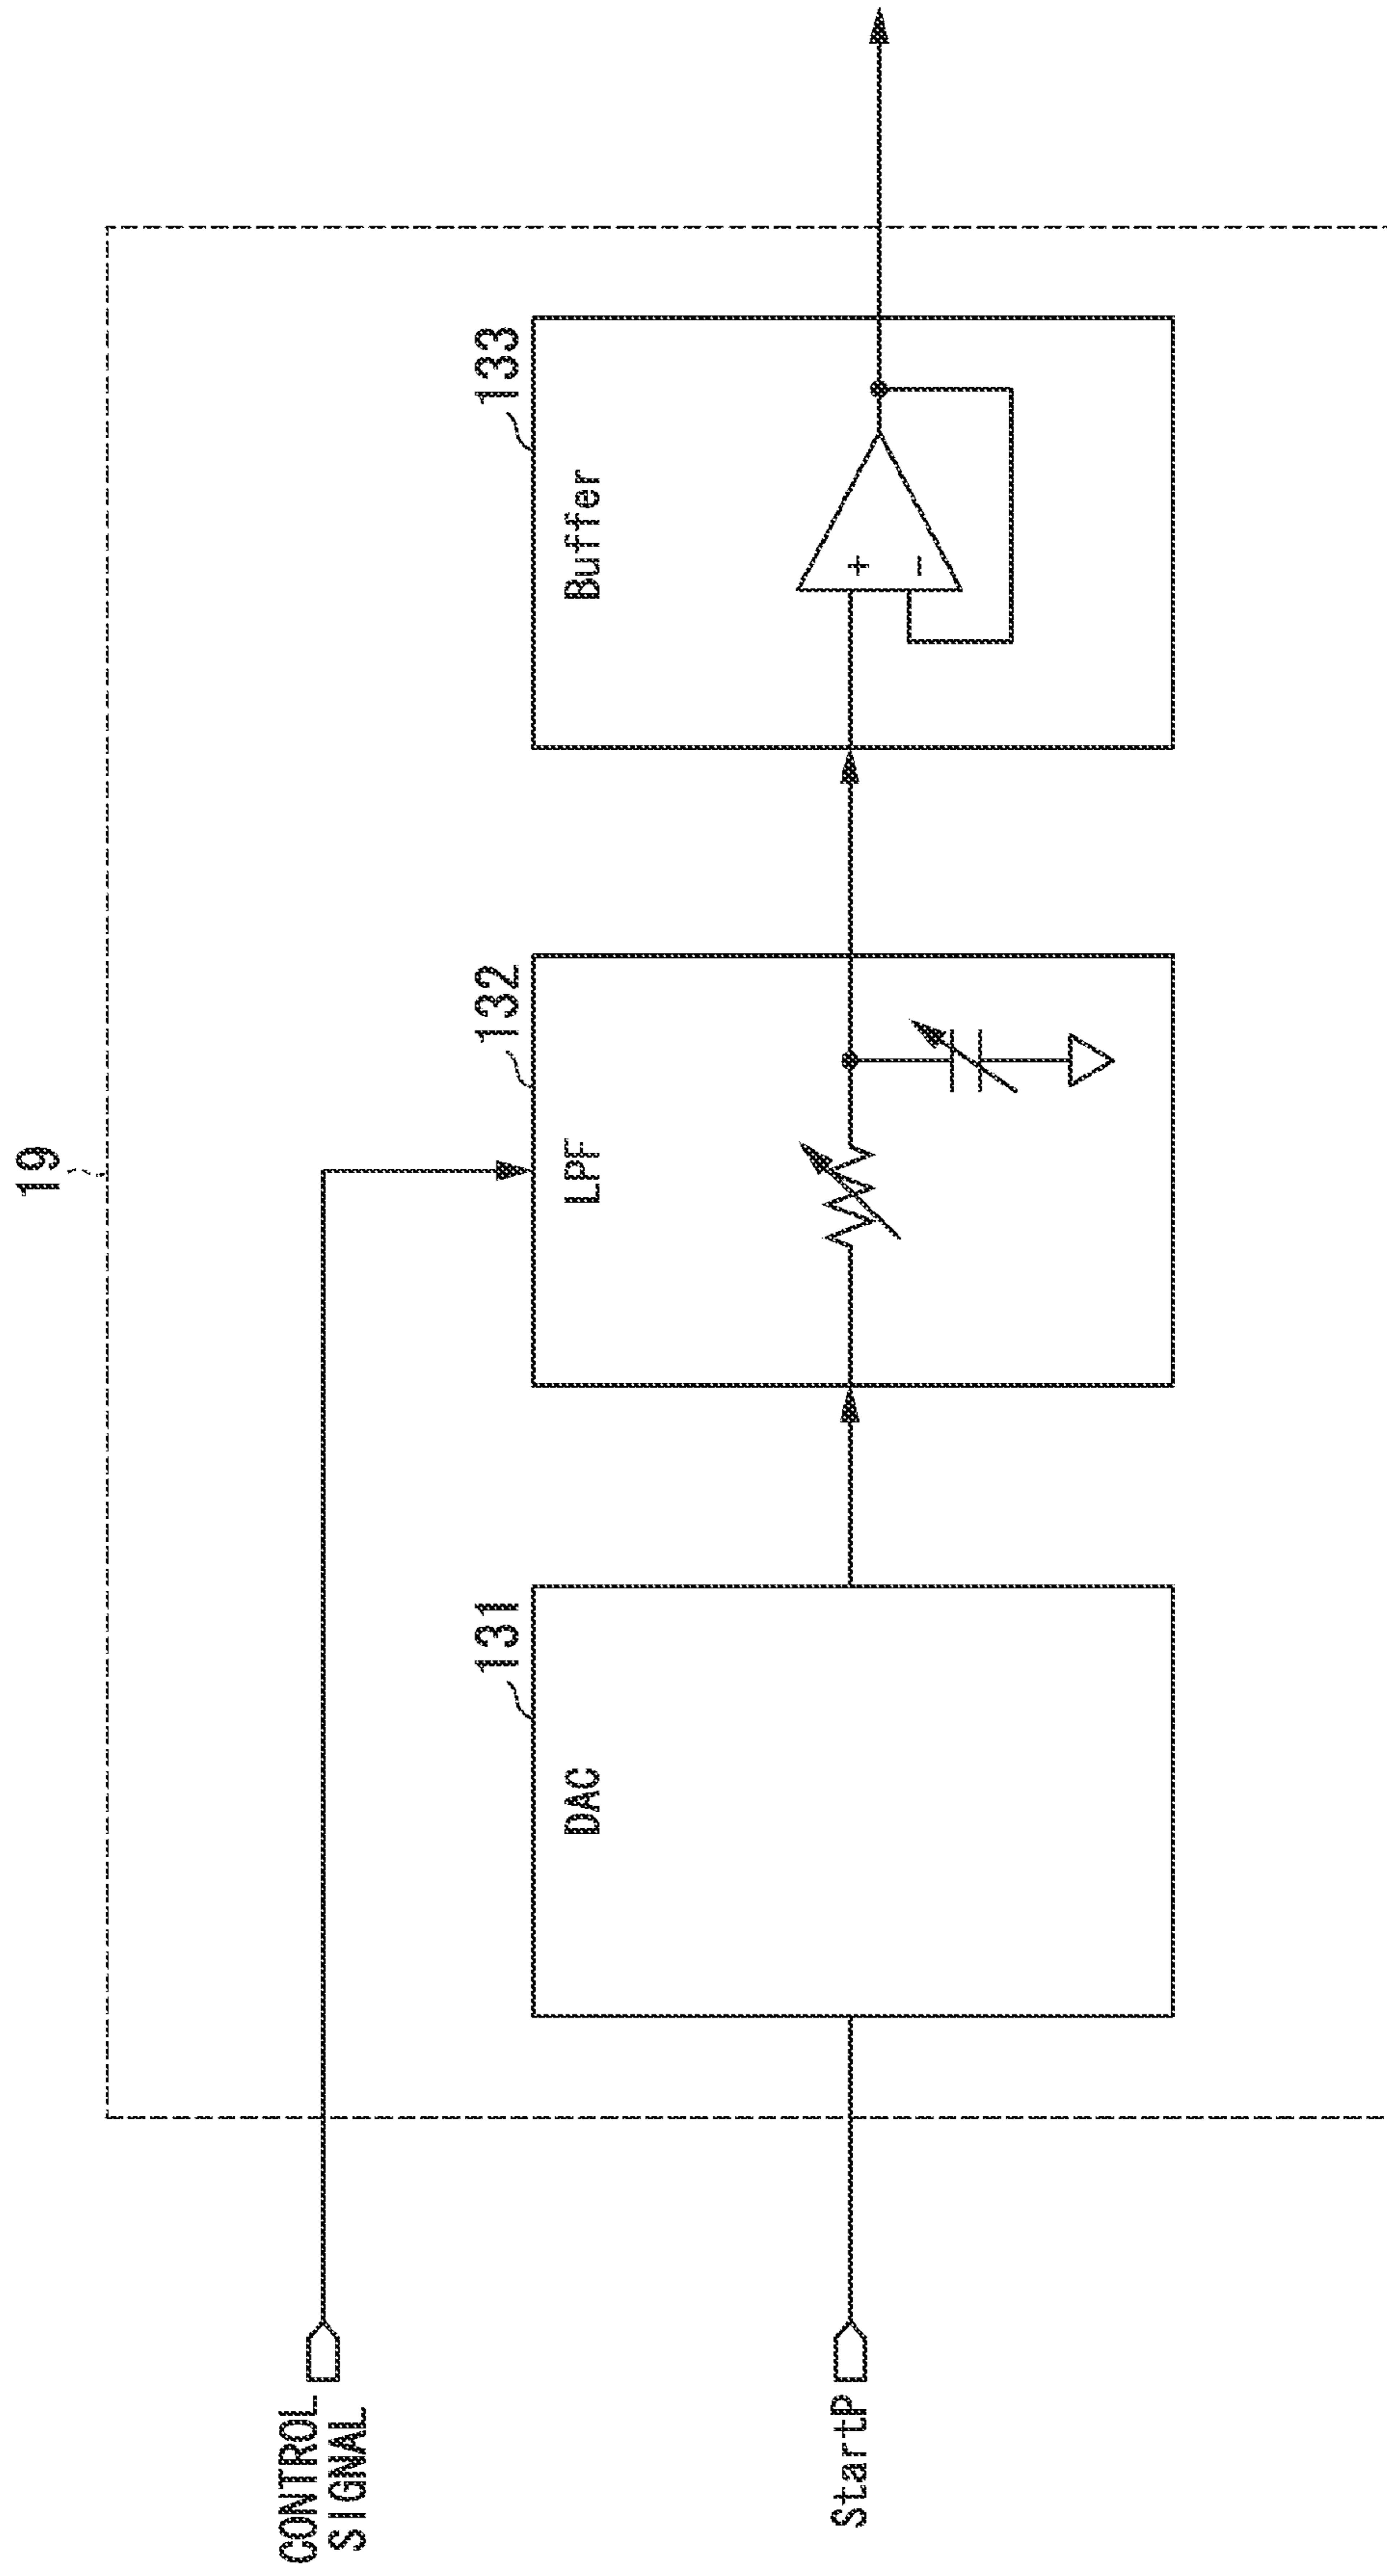 19
CONTROL
SIGNAL
StartP
131
DAC
132
LPF
133
Buffer
+
−